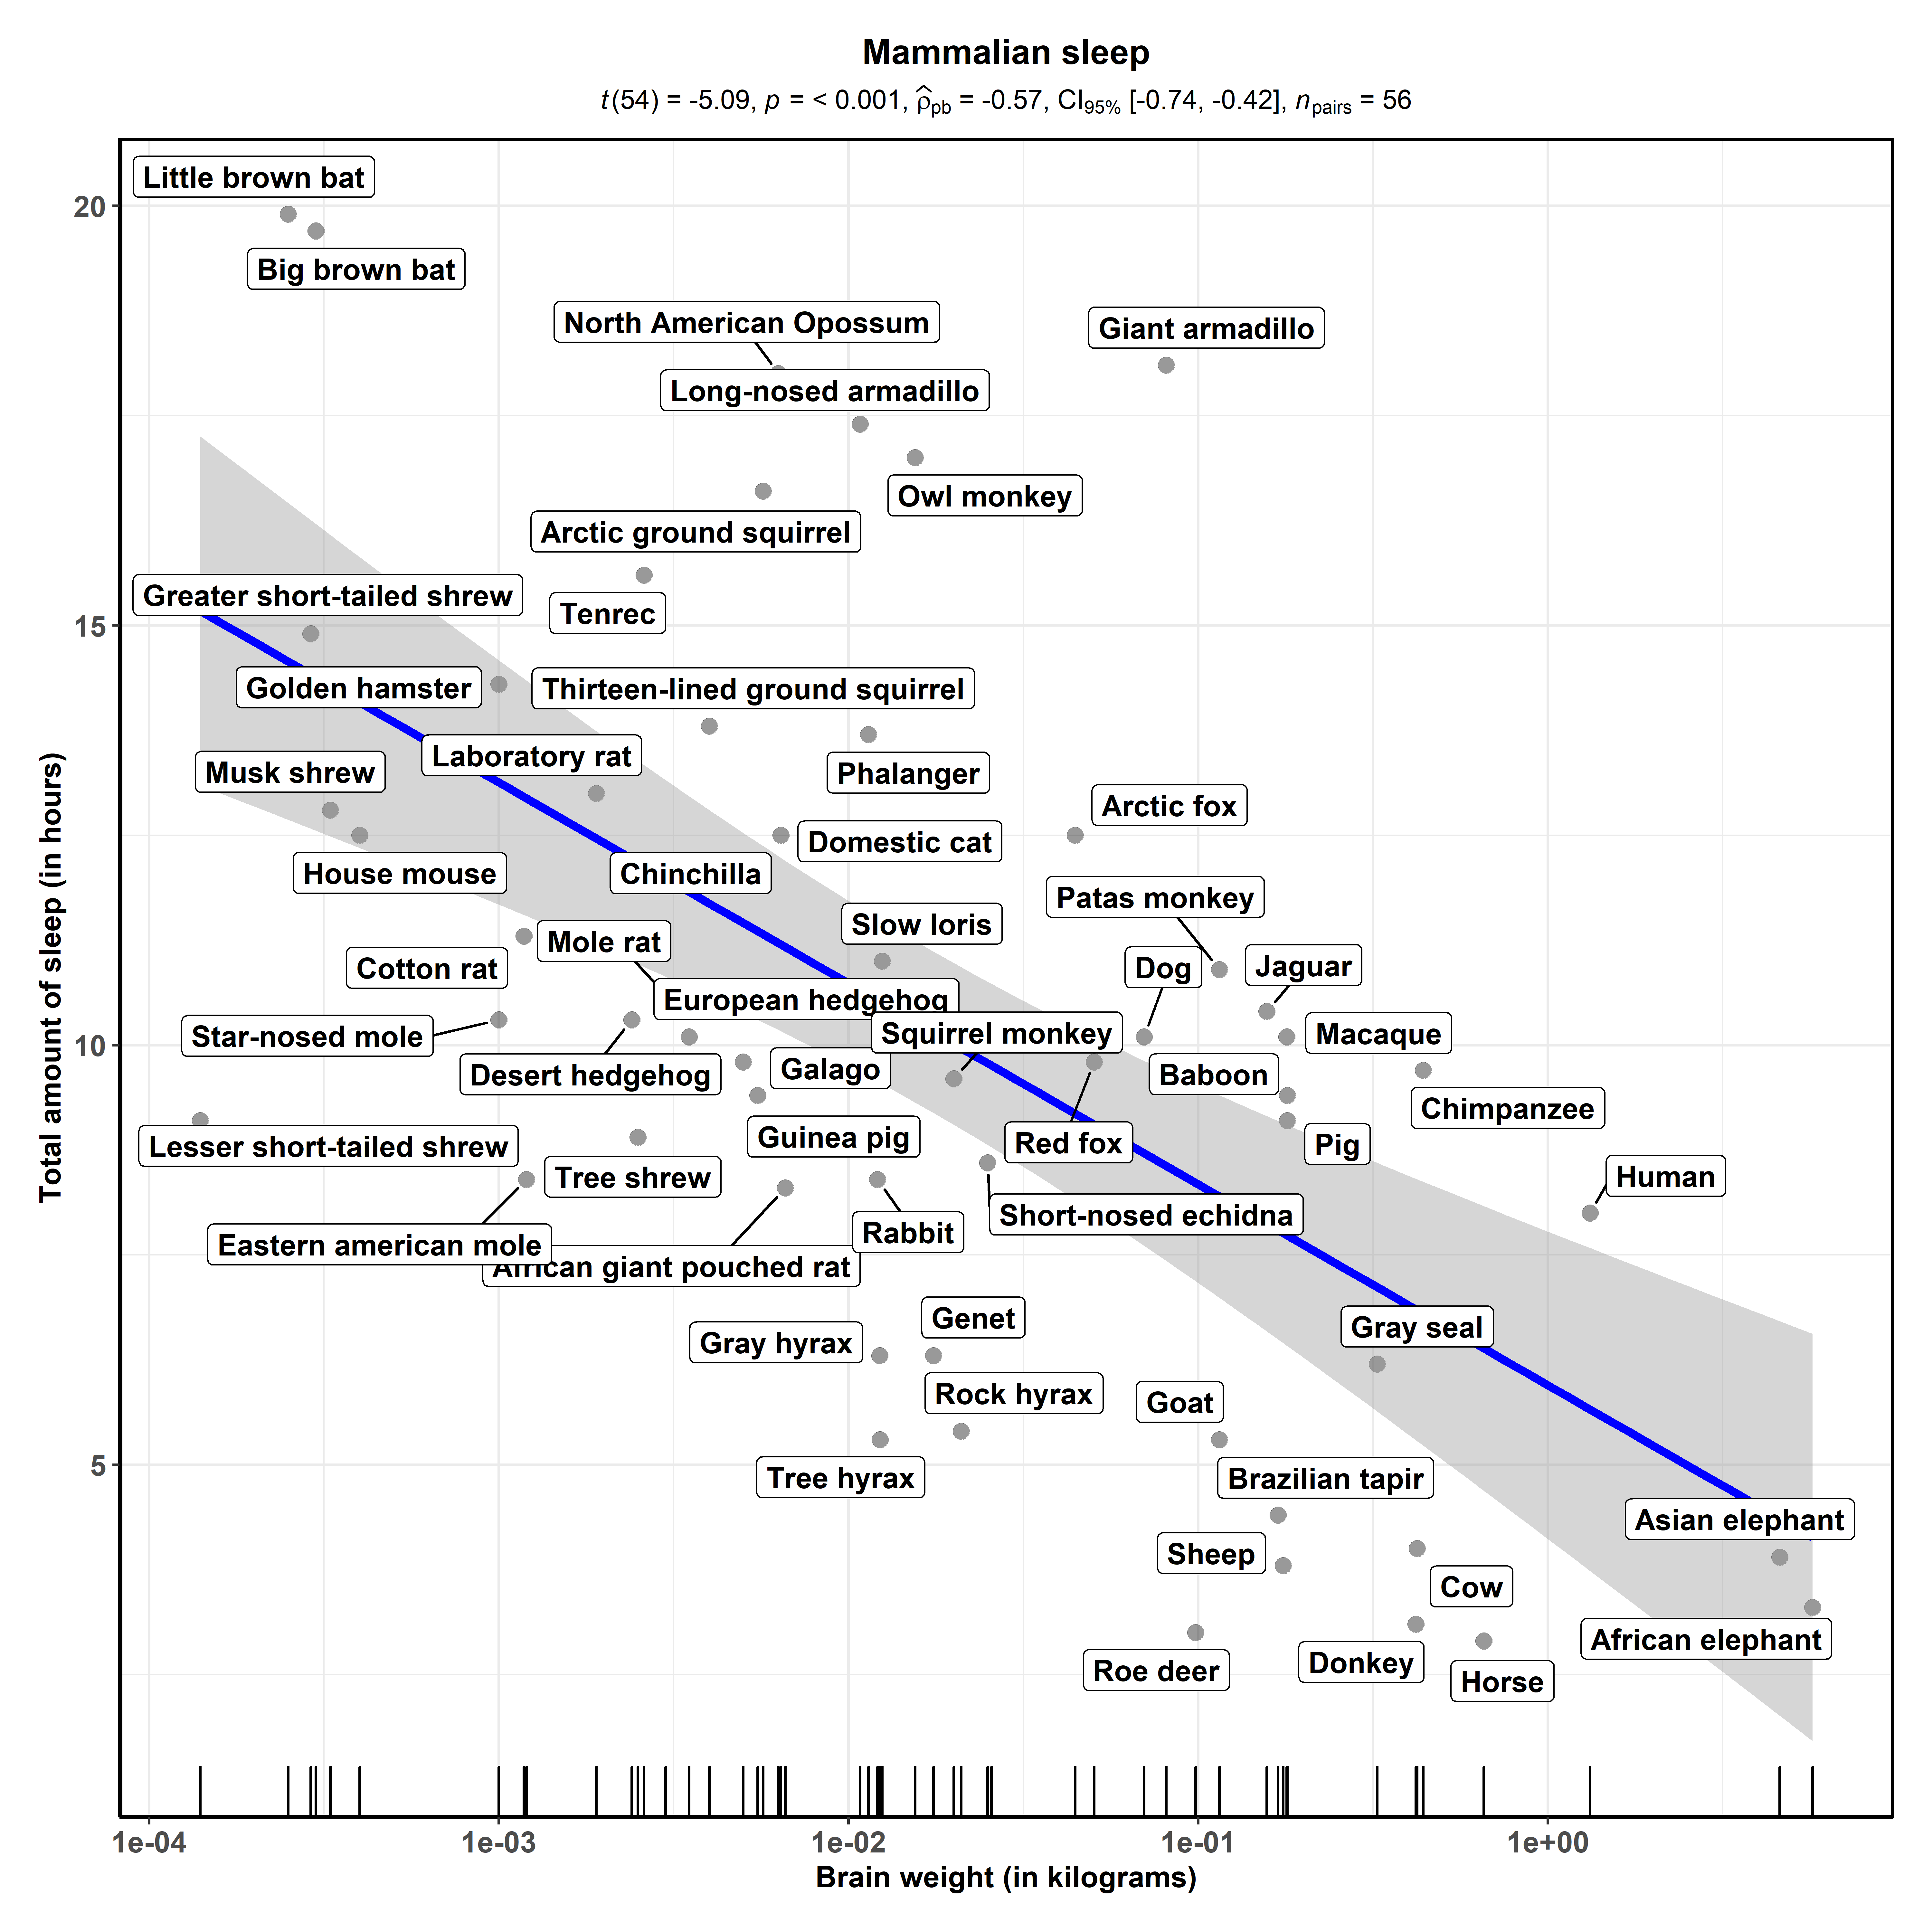 Mammalian sleep
t(54) = -5.09, p = < 0.001, ρ̂pb = -0.57, CI95% [-0.74, -0.42], npairs = 56
Little brown bat
20
Big brown bat
North American Opossum
Giant armadillo
Long-nosed armadillo
Owl monkey
Arctic ground squirrel
Greater short-tailed shrew
Tenrec
15
Golden hamster
Thirteen-lined ground squirrel
Laboratory rat
Musk shrew
Phalanger
Arctic fox
Domestic cat
House mouse
Chinchilla
Patas monkey
Slow loris
Mole rat
Cotton rat
Dog
Jaguar
European hedgehog
Star-nosed mole
Squirrel monkey
Macaque
10
Desert hedgehog
Galago
Baboon
Chimpanzee
Guinea pig
Red fox
Pig
Lesser short-tailed shrew
Tree shrew
Human
Short-nosed echidna
Rabbit
Eastern american mole
African giant pouched rat
Genet
Gray seal
Gray hyrax
Rock hyrax
Goat
5
Tree hyrax
Brazilian tapir
Asian elephant
Sheep
Cow
African elephant
Donkey
Roe deer
Horse
Total amount of sleep (in hours)
1e-04 1e-03 1e-02 1e-01 1e+00
Brain weight (in kilograms)